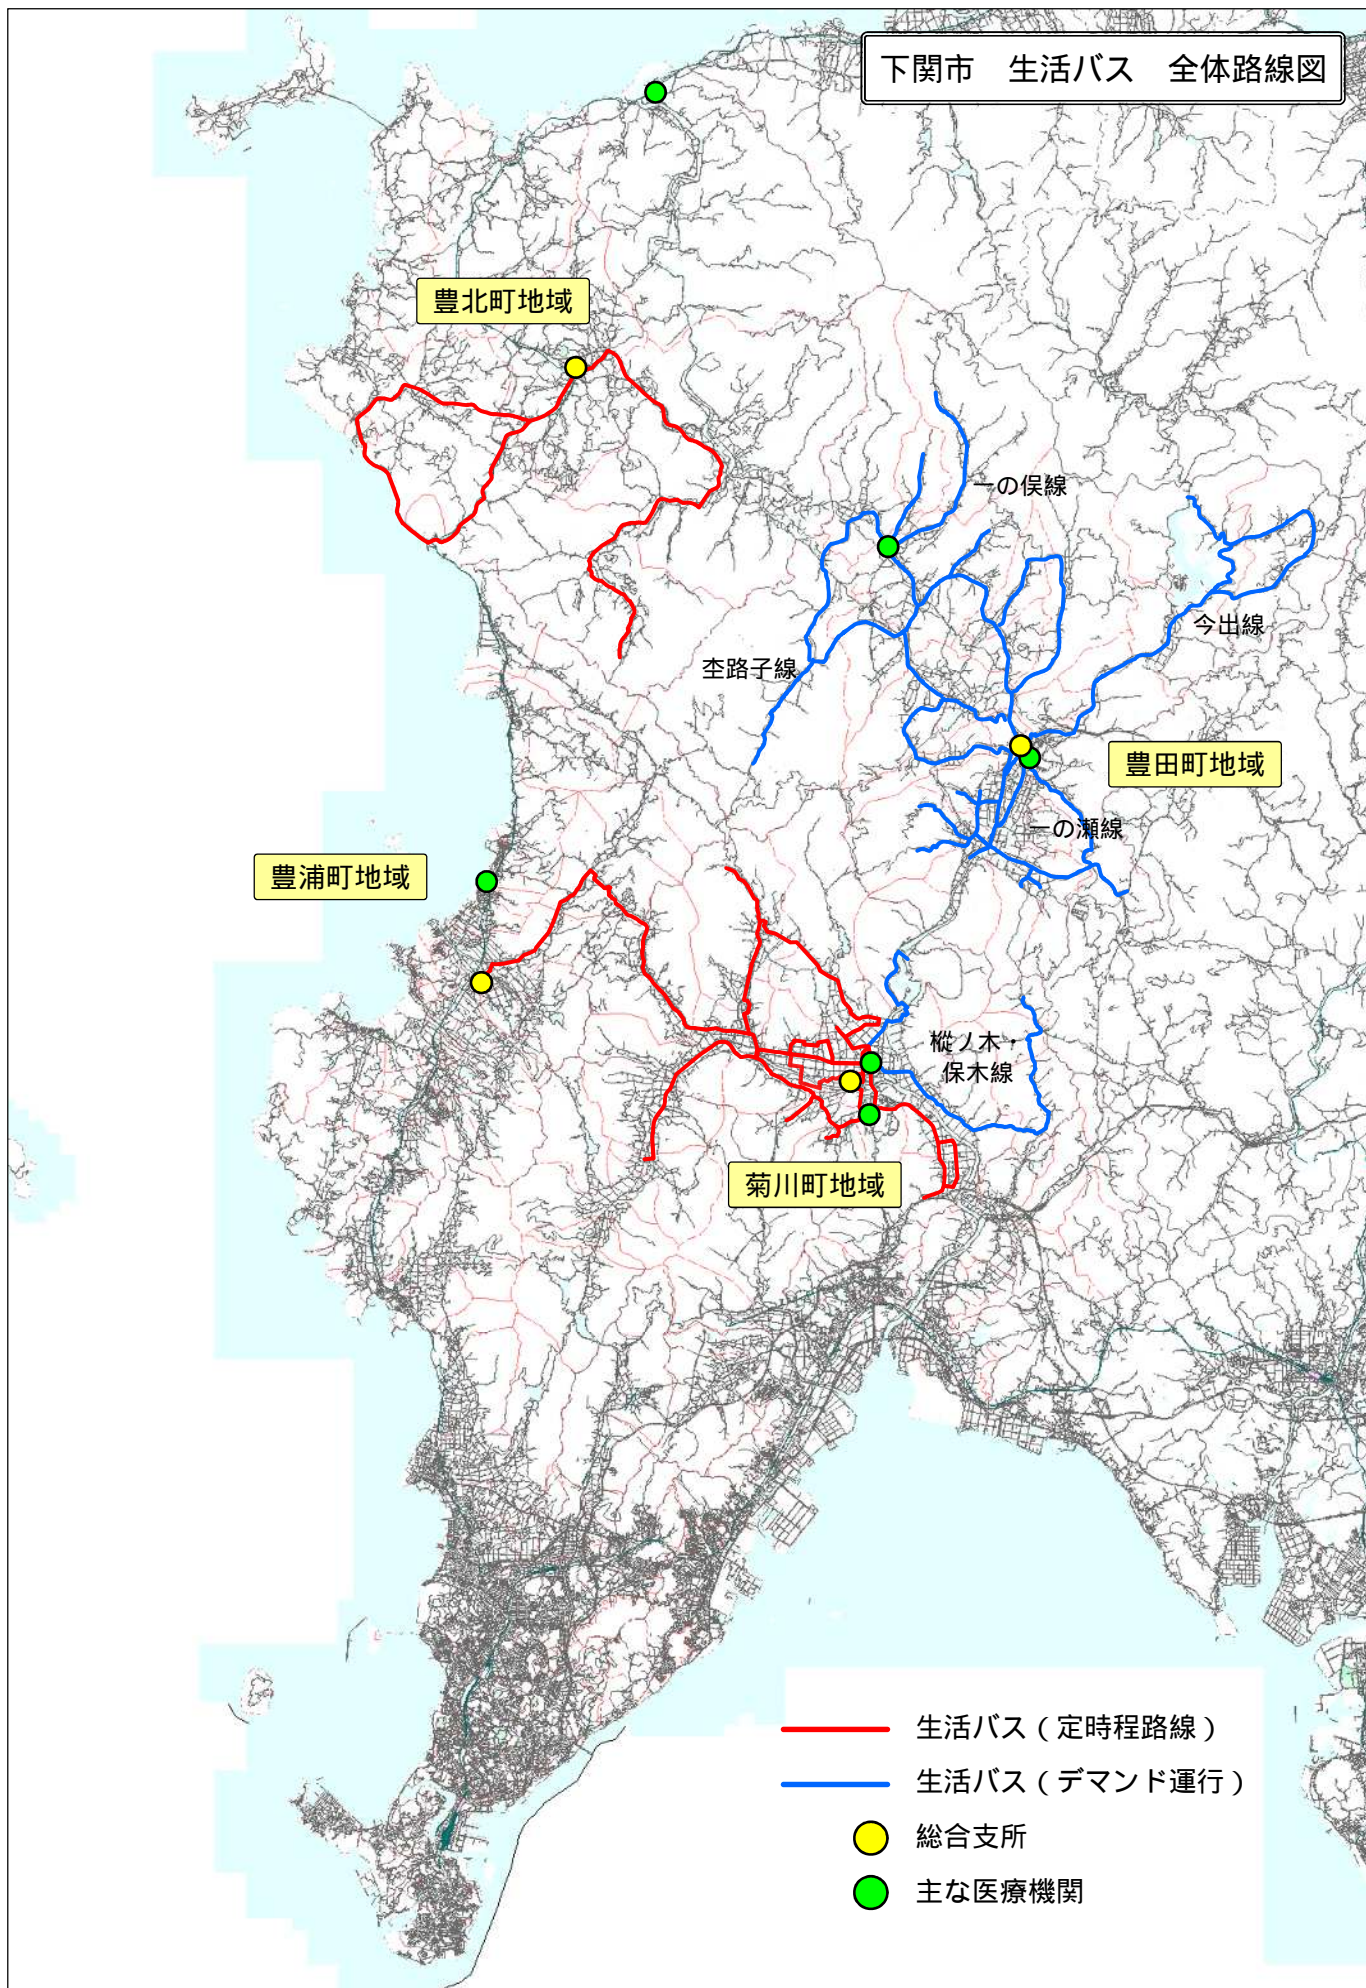 下関市　生活バス　全体路線図
豊北町地域
一の俣線
今出線
杢路子線
豊田町地域
一の瀬線
豊浦町地域
樅ノ木・
保木線
菊川町地域
生活バス（定時程路線）
生活バス（デマンド運行）
総合支所
主な医療機関